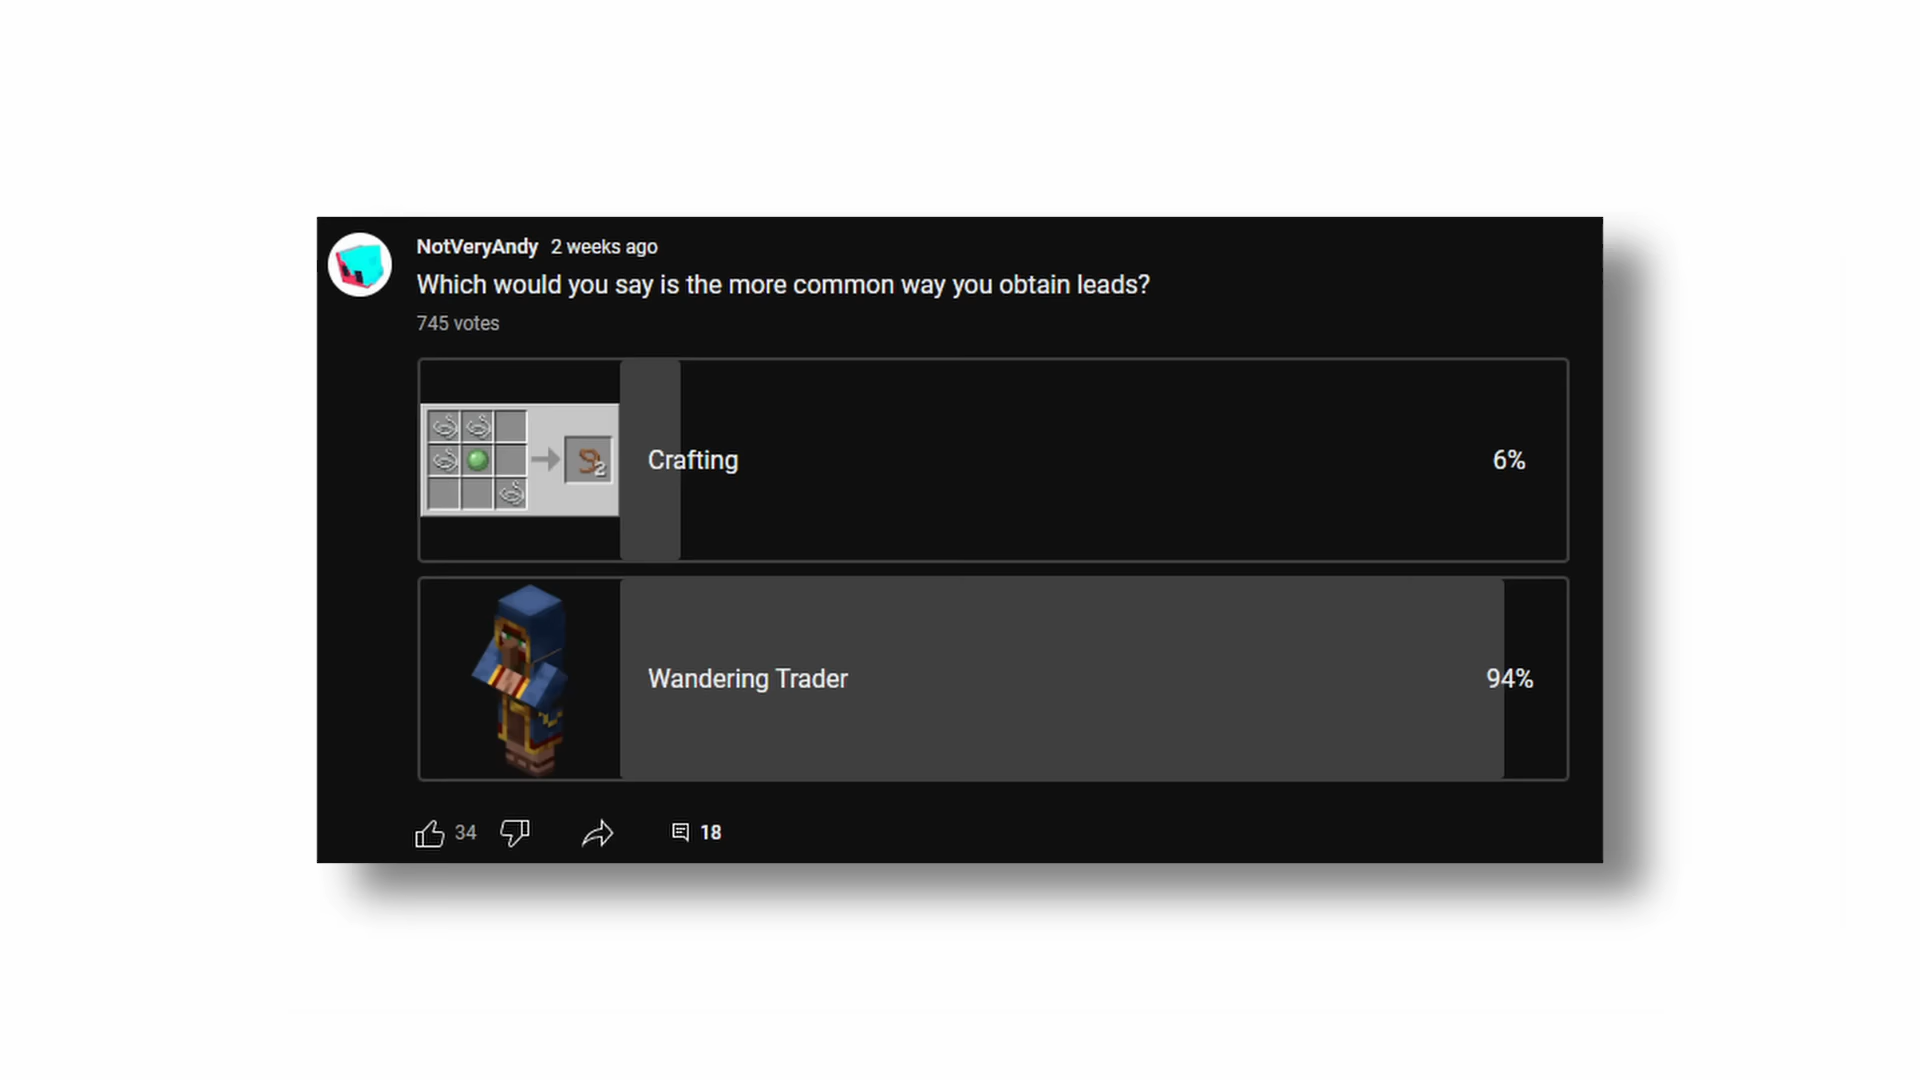 NotVeryAndy 2 weeks ago
Which would you say is the more common way you obtain leads?
745 votes
2
Crafting 6%
Wandering Trader 94%
34 18